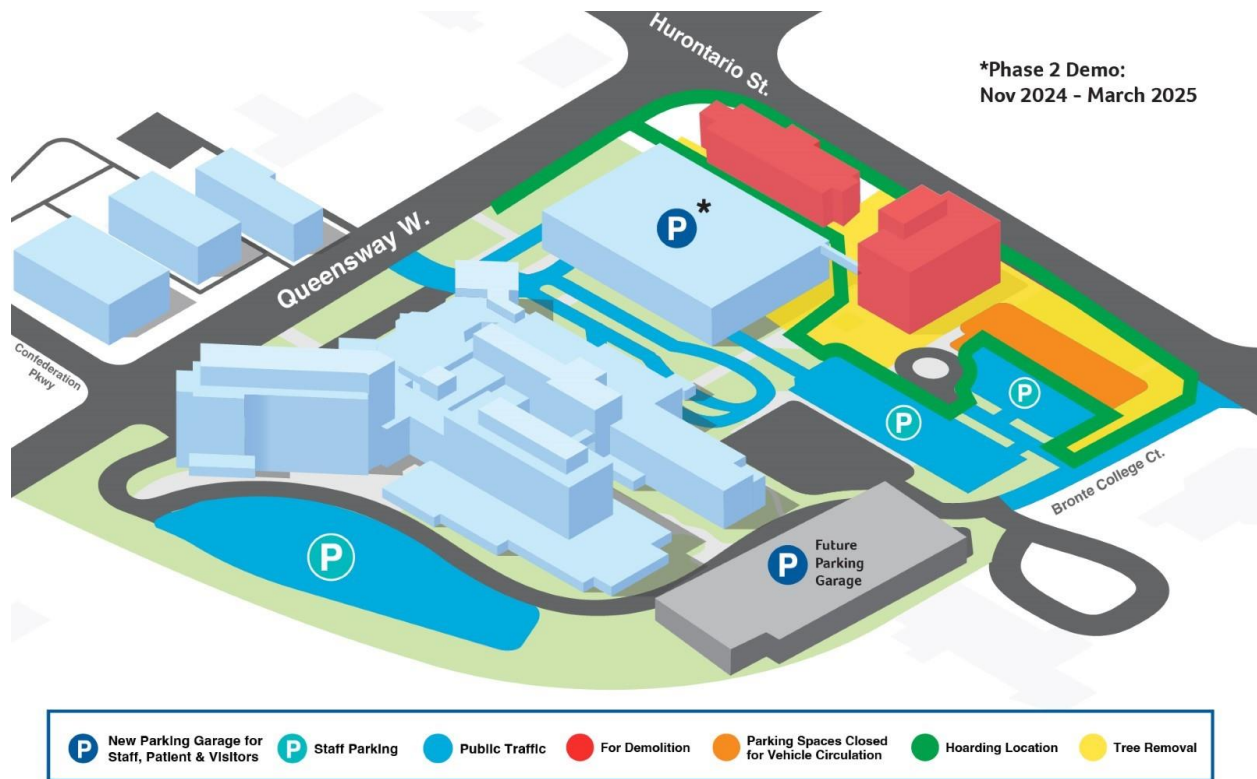 Hurontario St.
*Phase 2 Demo:
Nov 2024 - March 2025
P*
Queensway W.
Confederation
Pkwy
P
P
Bronte College Ct.
P
P
Future
Parking
Garage
P
New Parking Garage for
Staff, Patient & Visitors
P
Staff Parking
Public Traffic
For Demolition
Parking Spaces Closed
for Vehicle Circulation
Hoarding Location
Tree Removal